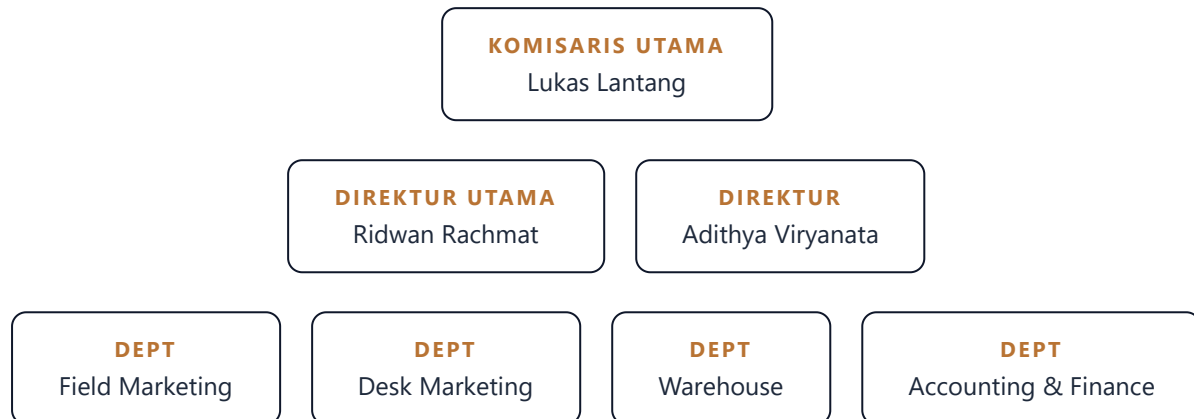 KOMISARIS UTAMA
Lukas Lantang
DIREKTUR UTAMA
Ridwan Rachmat
DIREKTUR
Adithya Viryanata
DEPT
Field Marketing
DEPT
Desk Marketing
DEPT
Warehouse
DEPT
Accounting & Finance